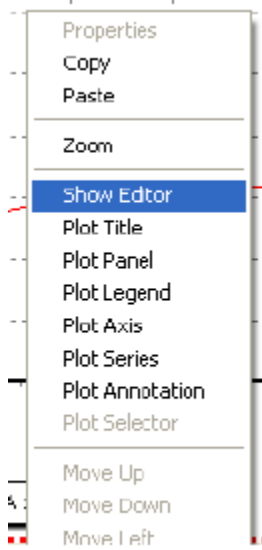 Properties
Copy
Paste
Zoom
Show Editor
Plot Title
Plot Panel
Plot Legend
Plot Axis
Plot Series
Plot Annotation
Plot Selector
Move Up
Move Down
Move Left